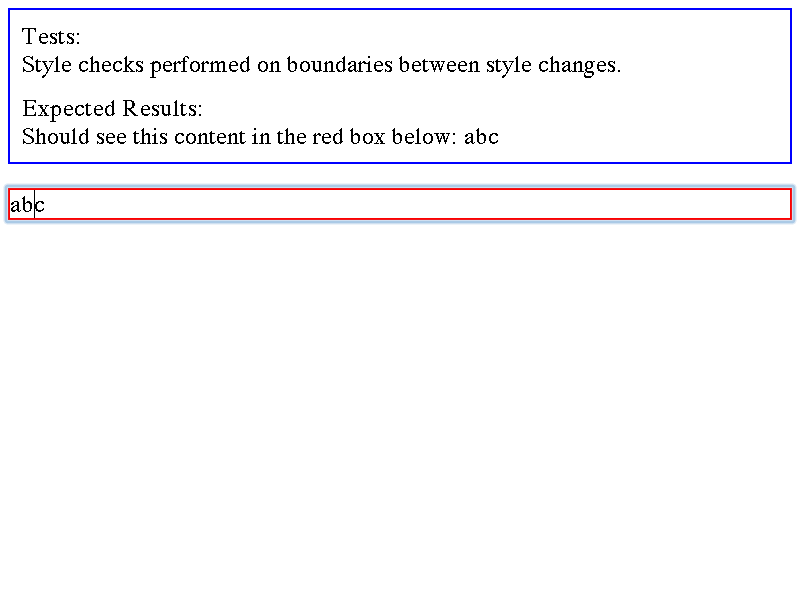 Tests:
Style checks performed on boundaries between style changes.
Expected Results:
Should see this content in the red box below: abc
abc